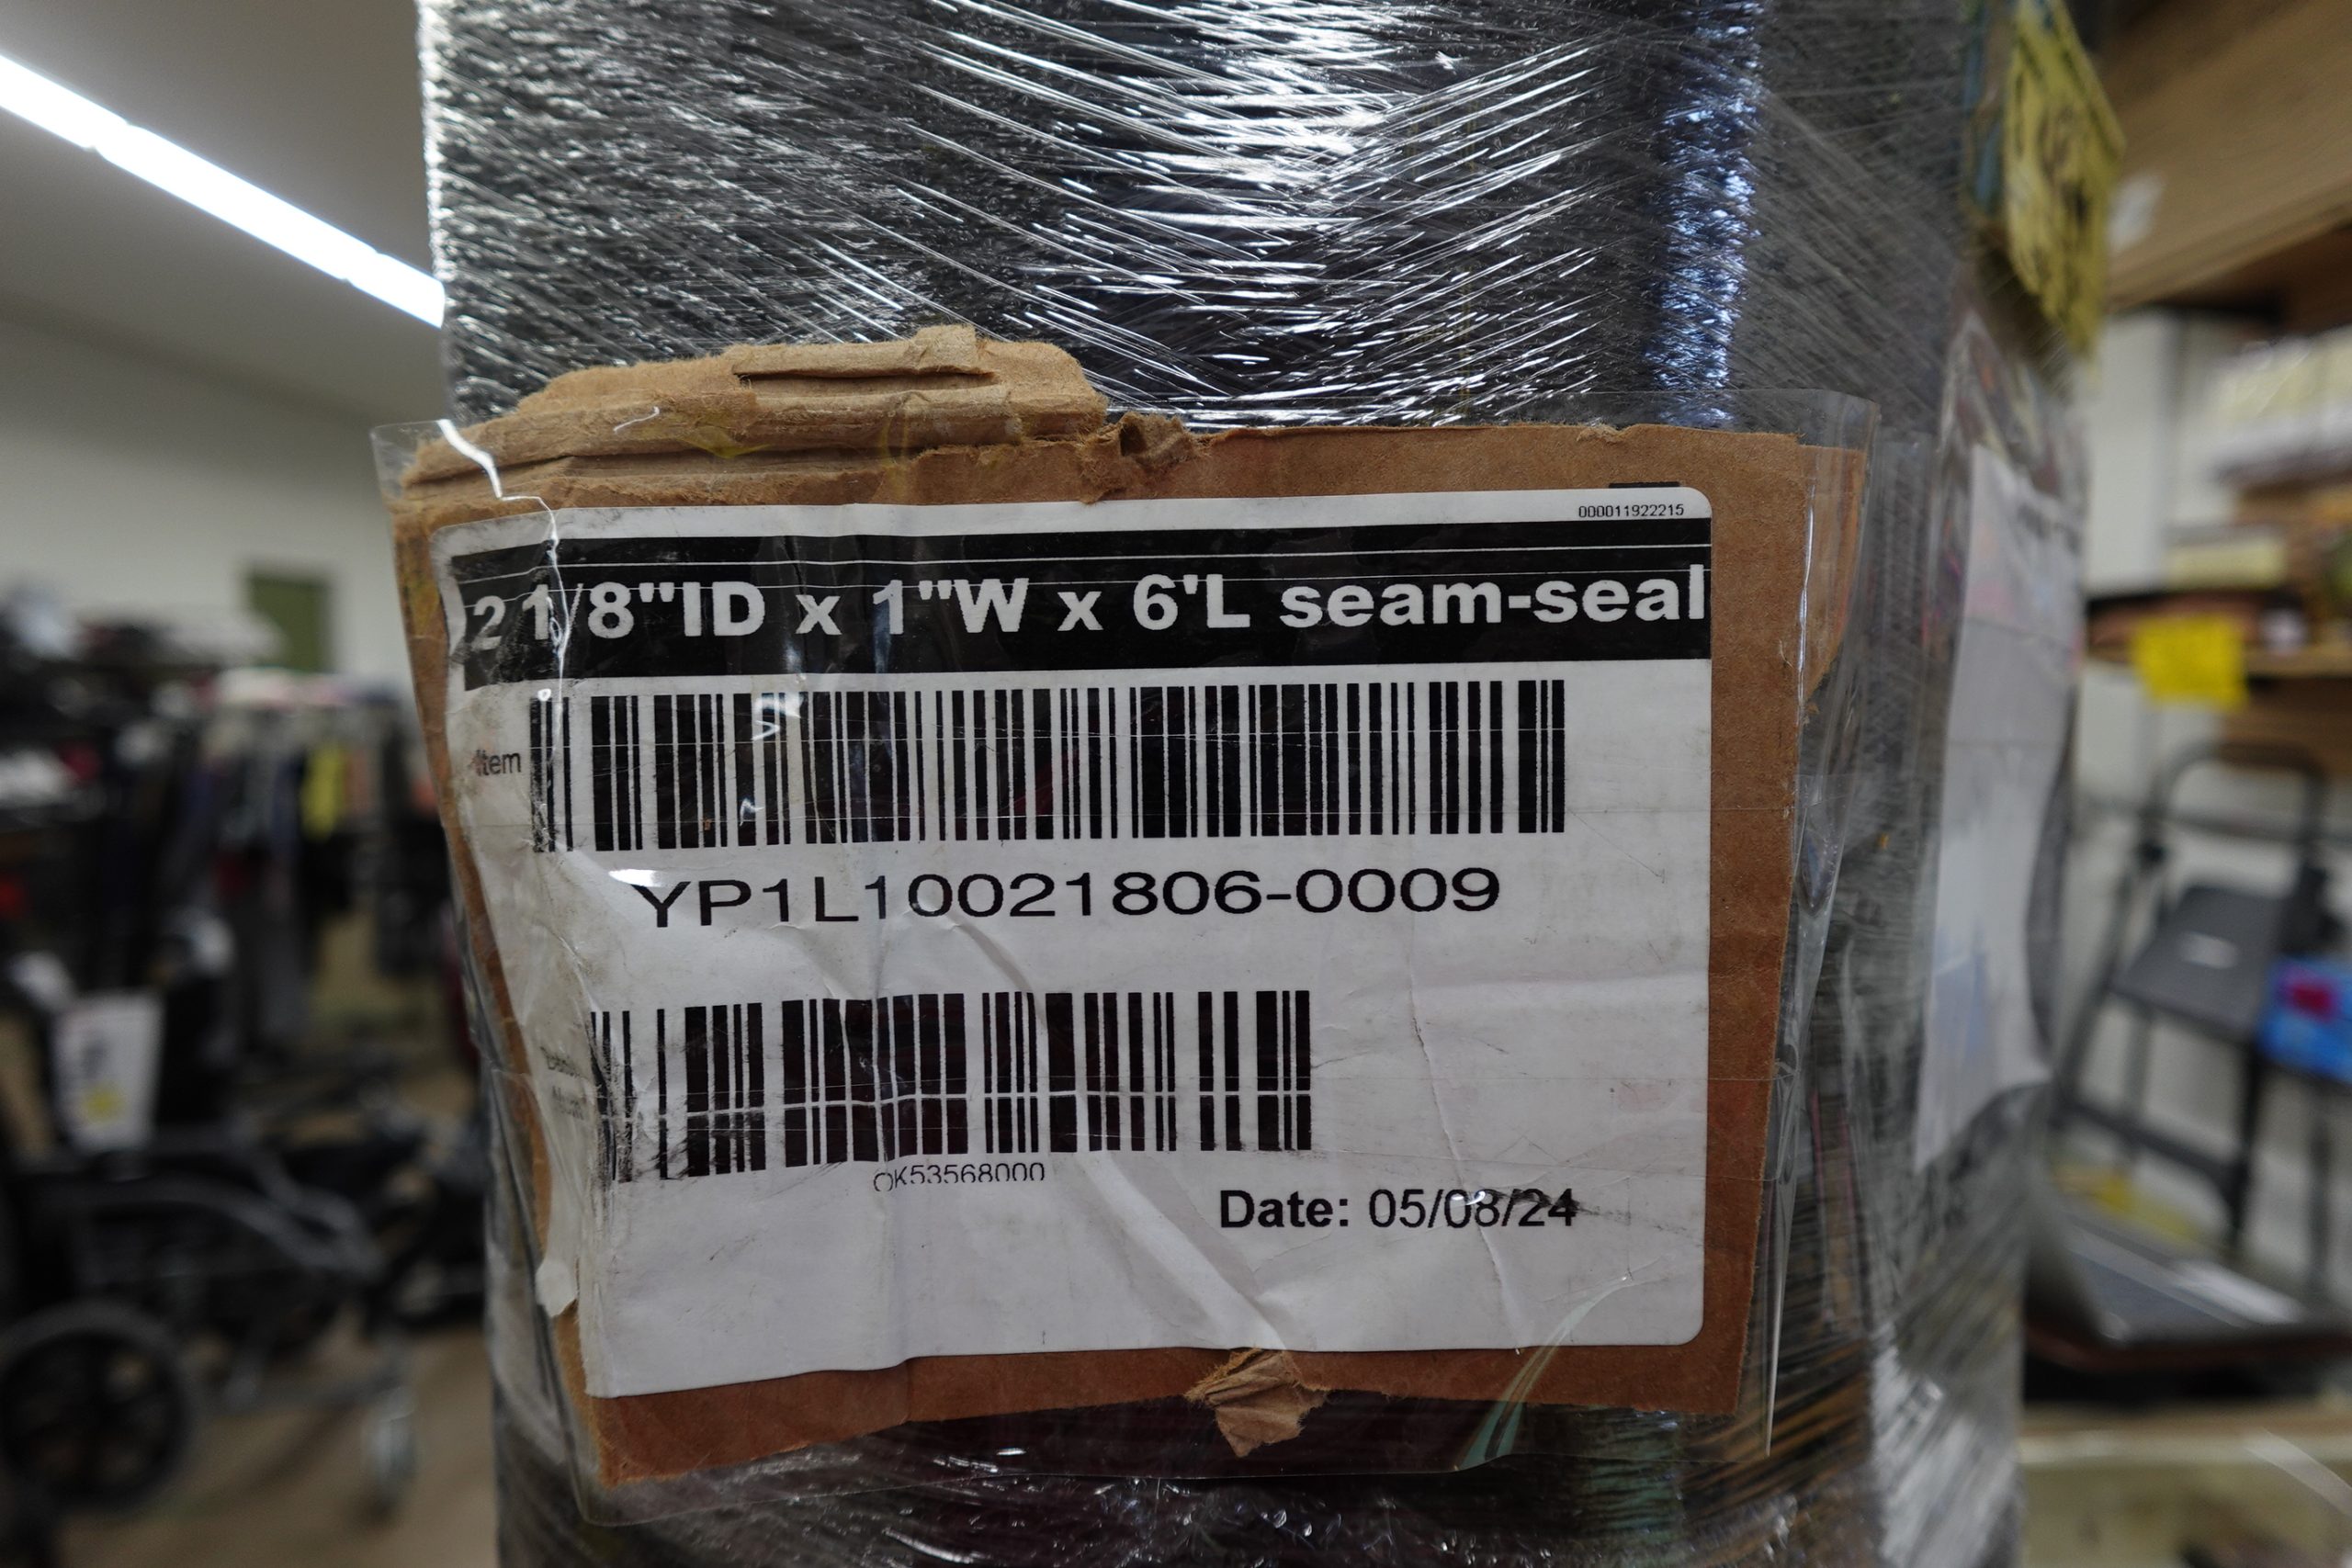 000011922215
2 1/8"ID x 1"W x 6'L seam-seal
Item
YP1L10021806-0009
OK53568000
Date: 05/08/24